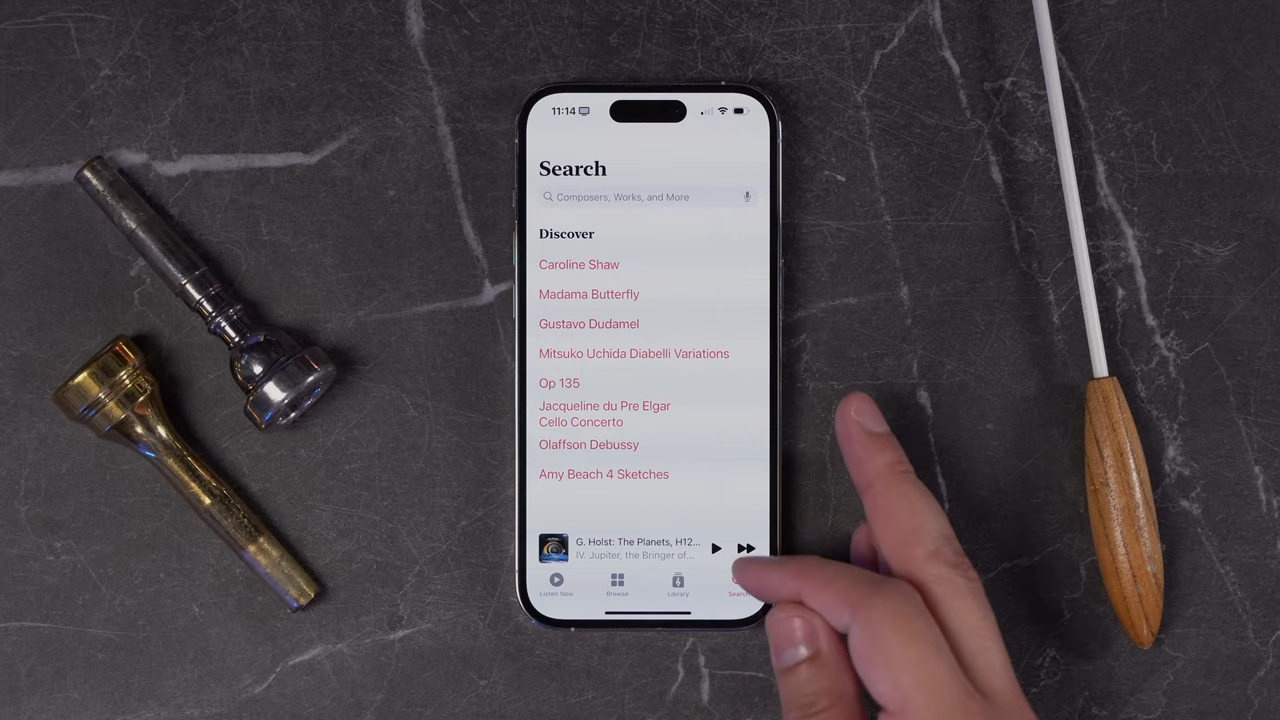 11:14
Search
Composers, Works, and More
Discover
Caroline Shaw
Madama Butterfly
Gustavo Dudamel
Mitsuko Uchida Diabelli Variations
Op 135
Jacqueline du Pre Elgar
Cello Concerto
Olaffson Debussy
Amy Beach 4 Sketches
G. Holst: The Planets, H12...
IV. Jupiter, the Bringer of...
Listen Now
Browse
Library
Search